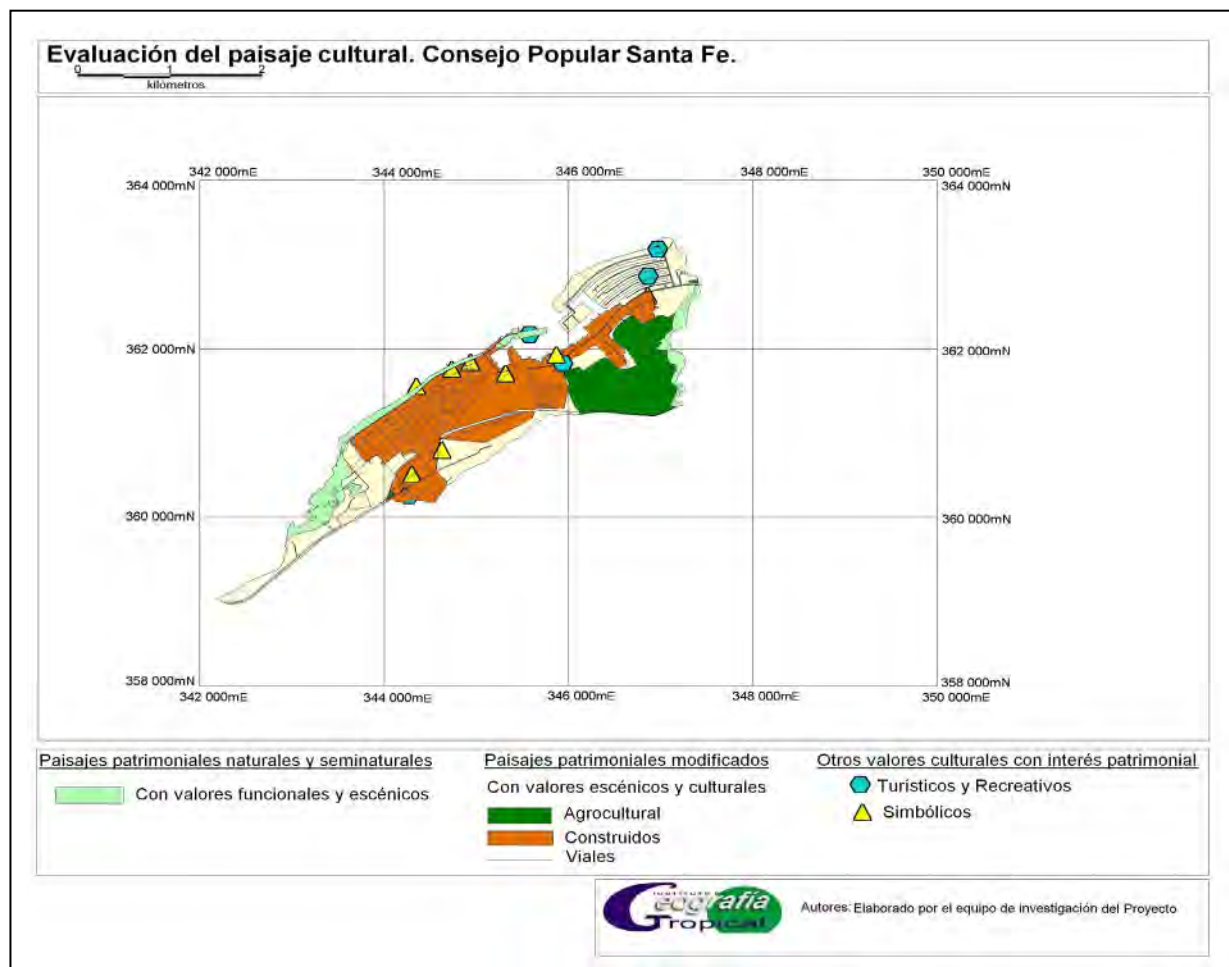 Evaluación del paisaje cultural. Consejo Popular Santa Fe.
0 1 2
kilómetros
342 000mE 344 000mE 346 000mE 348 000mE 350 000mE
364 000mN 364 000mN
362 000mN 362 000mN
360 000mN 360 000mN
358 000mN 358 000mN
342 000mE 344 000mE 346 000mE 348 000mE 350 000mE
Paisajes patrimoniales naturales y seminaturales
Con valores funcionales y escénicos
Paisajes patrimoniales modificados
Con valores escénicos y culturales
Agrocultural
Construidos
Viales
Otros valores culturales con interés patrimonial
Turísticos y Recreativos
Simbólicos
Geografía
Tropical
Autores: Elaborado por el equipo de investigación del Proyecto